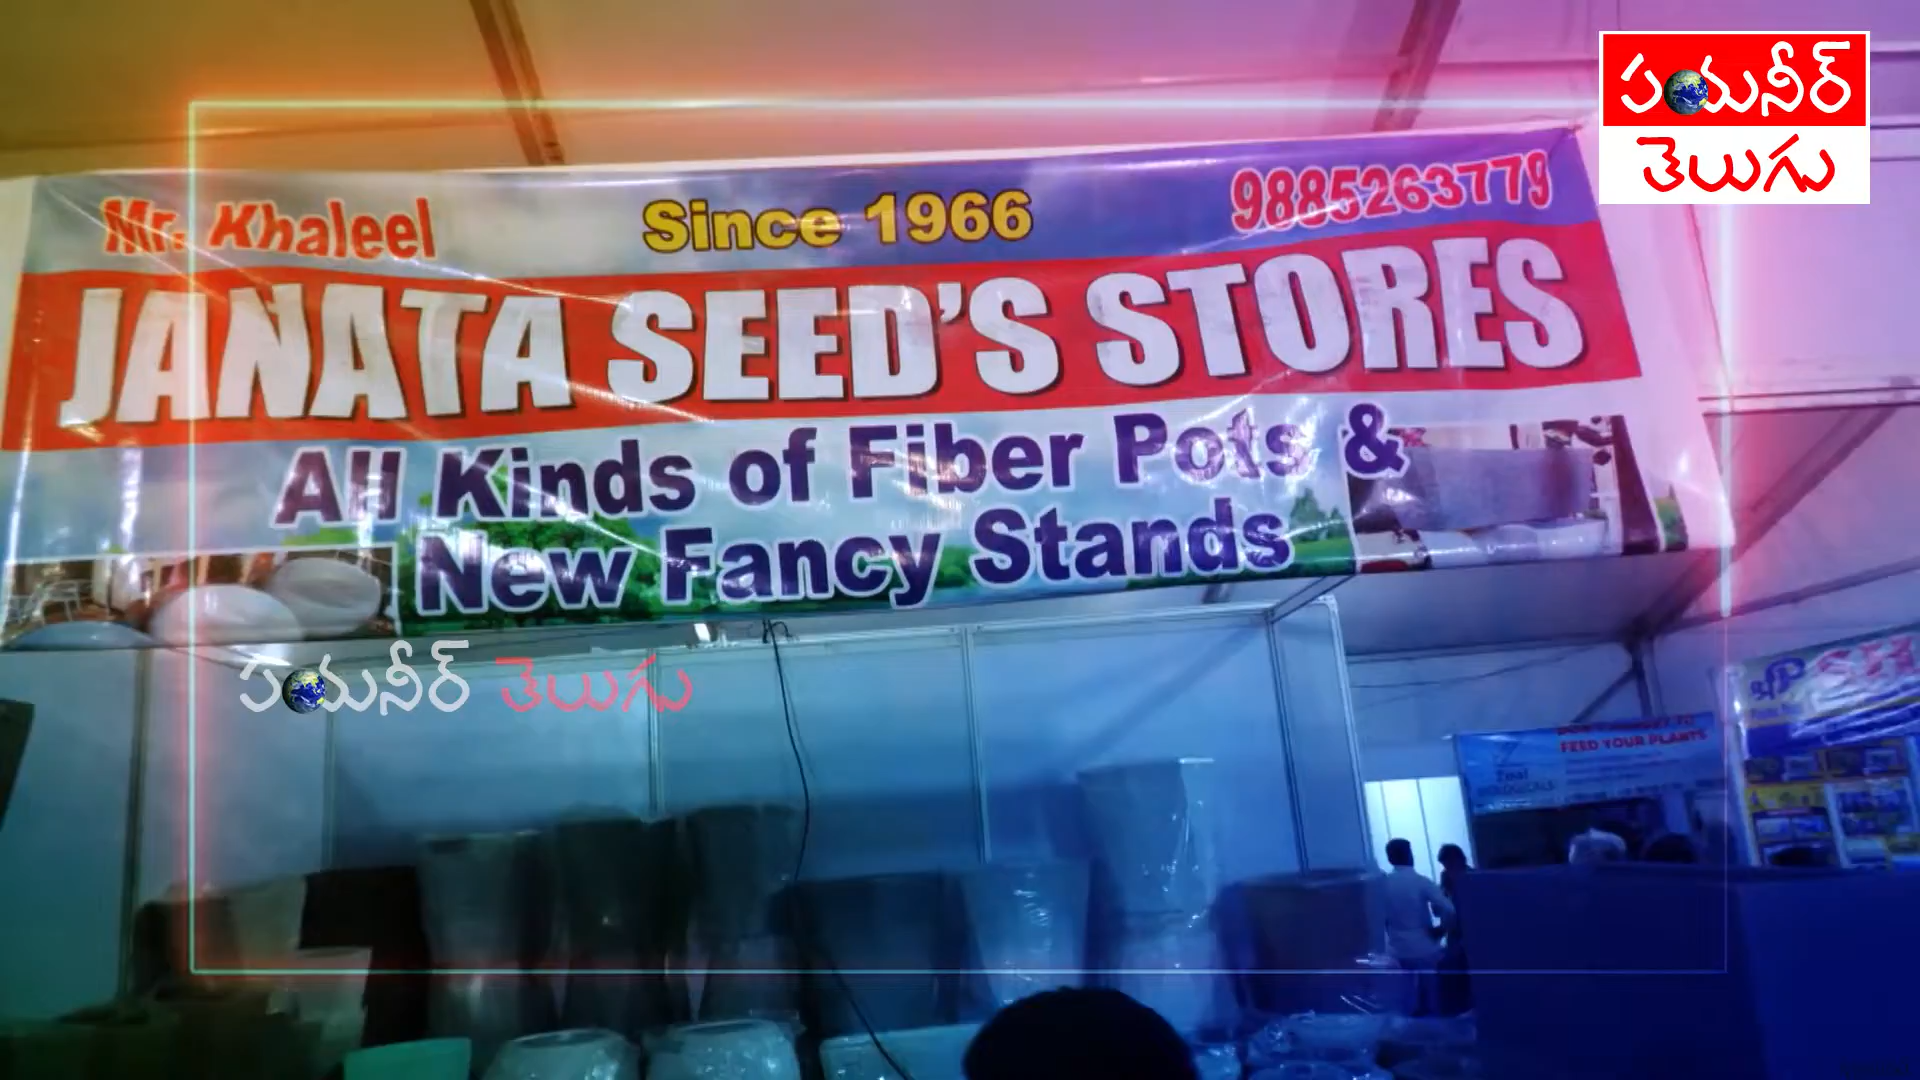 పయనీర్
తెలుగు
Mr. Khaleel
Since 1966
9885263779
JANATA SEED'S STORES
All Kinds of Fiber Pots &
New Fancy Stands
పయనీర్ తెలుగు
FEED YOUR PLANTS